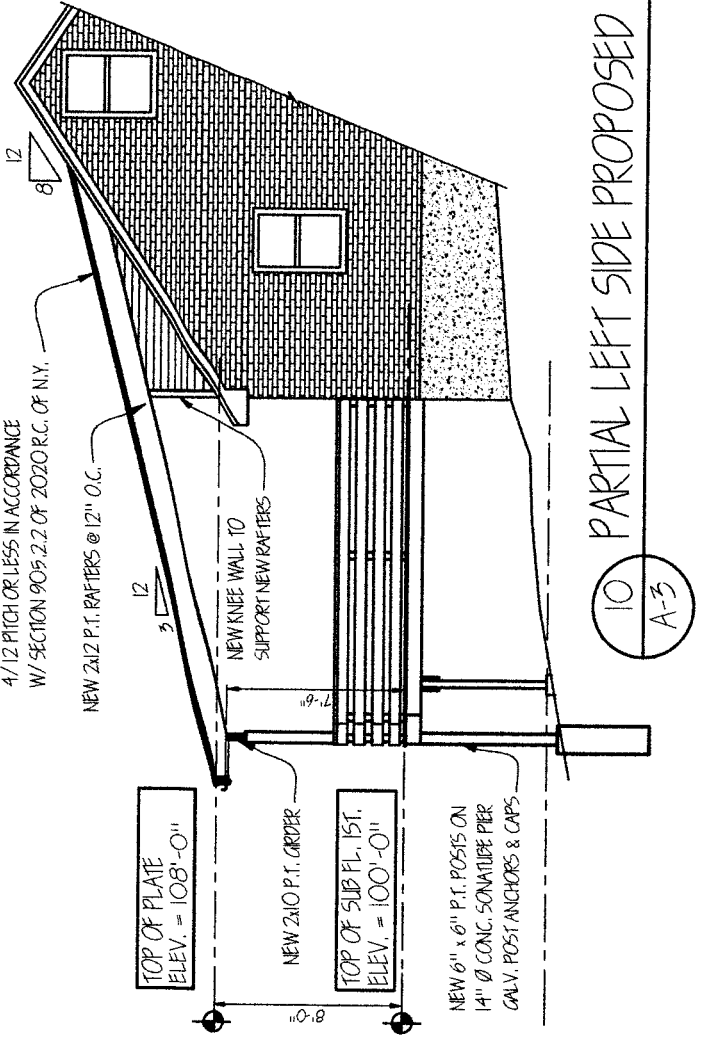 4/12 PITCH OR LESS IN ACCORDANCE
W/ SECTION 905.2.2 OF 2020 R.C. OF N.Y.
NEW 2x12 P.T. RAFTERS @ 12" O.C.
12
8
12
3
NEW KNEE WALL TO
SUPPORT NEW RAFTERS
TOP OF PLATE
ELEV. = 108'-0"
7'-6"
8'-0"
NEW 2x10 P.T. GIRDER
TOP OF SUB FL. 1ST.
ELEV. = 100'-0"
NEW 6" x 6" P.T. POSTS ON
14" Ø CONC. SONATUBE PIER
GALV. POST ANCHORS & CAPS
10
A-3
PARTIAL LEFT SIDE PROPOSED